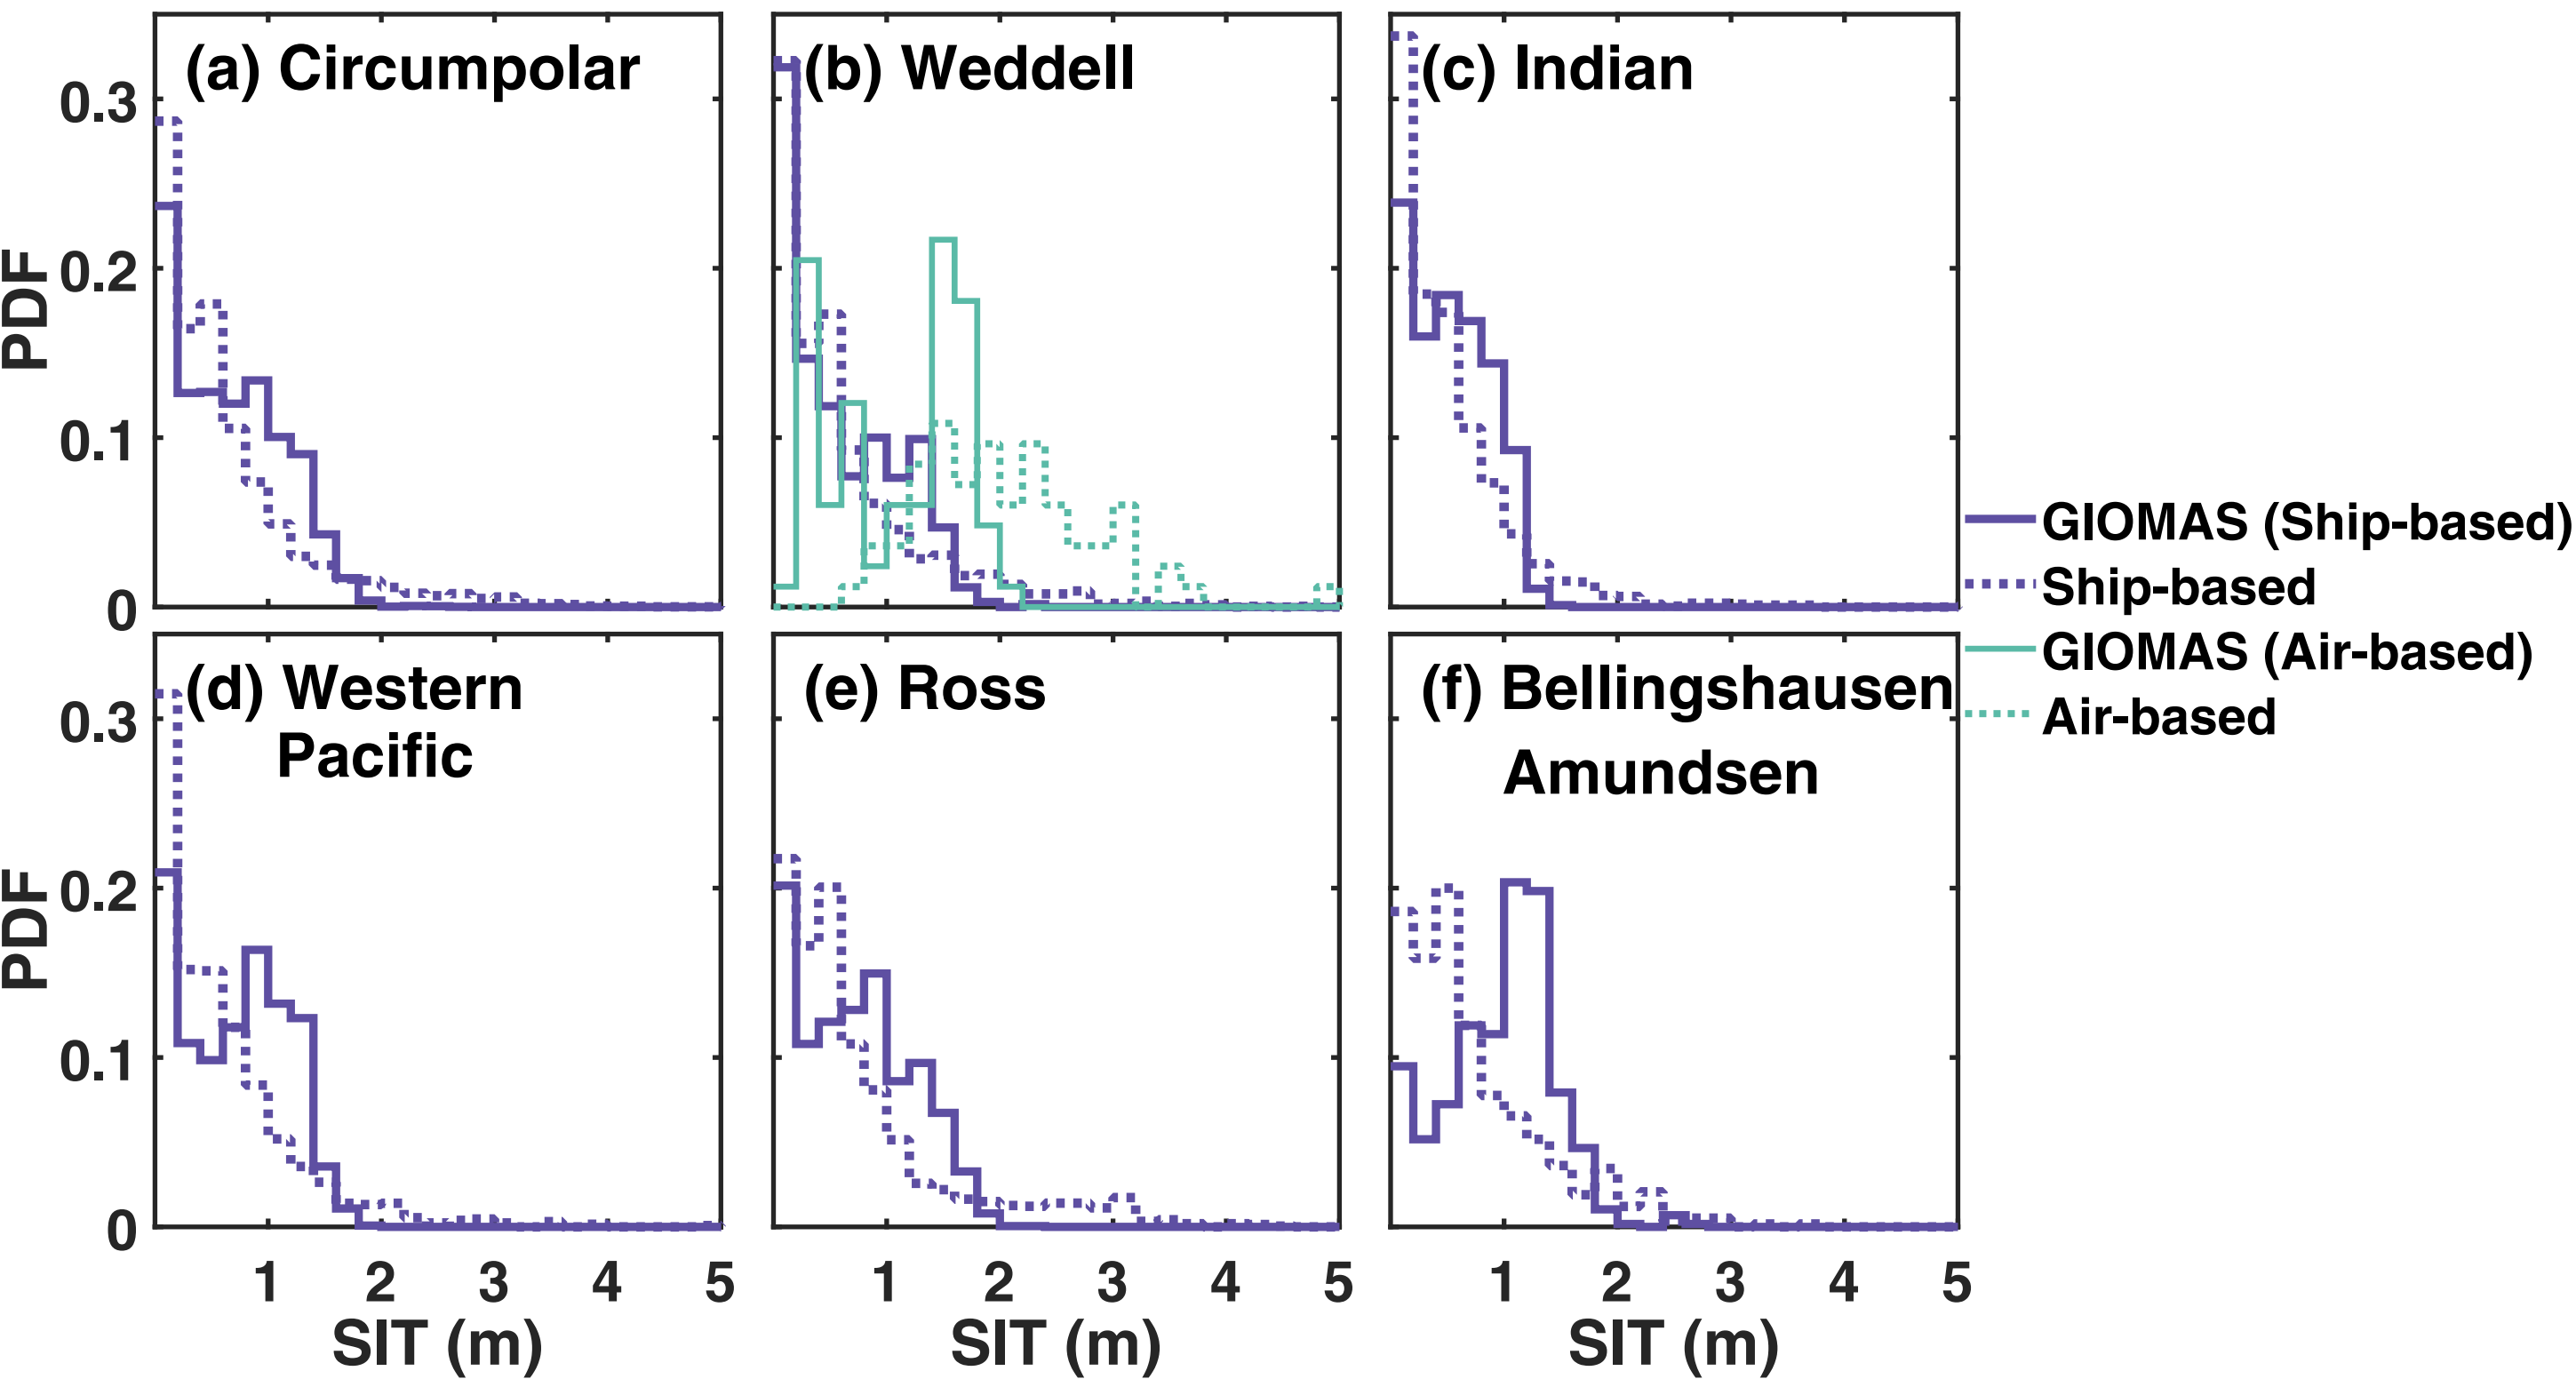 (a) Circumpolar
(b) Weddell
(c) Indian
PDF
0.3
0.2
0.1
0
GIOMAS (Ship-based)
Ship-based
GIOMAS (Air-based)
Air-based
(d) Western
Pacific
(e) Ross
(f) Bellingshausen
Amundsen
PDF
0.3
0.2
0.1
0
1 2 3 4 5
1 2 3 4 5
1 2 3 4 5
SIT (m)
SIT (m)
SIT (m)